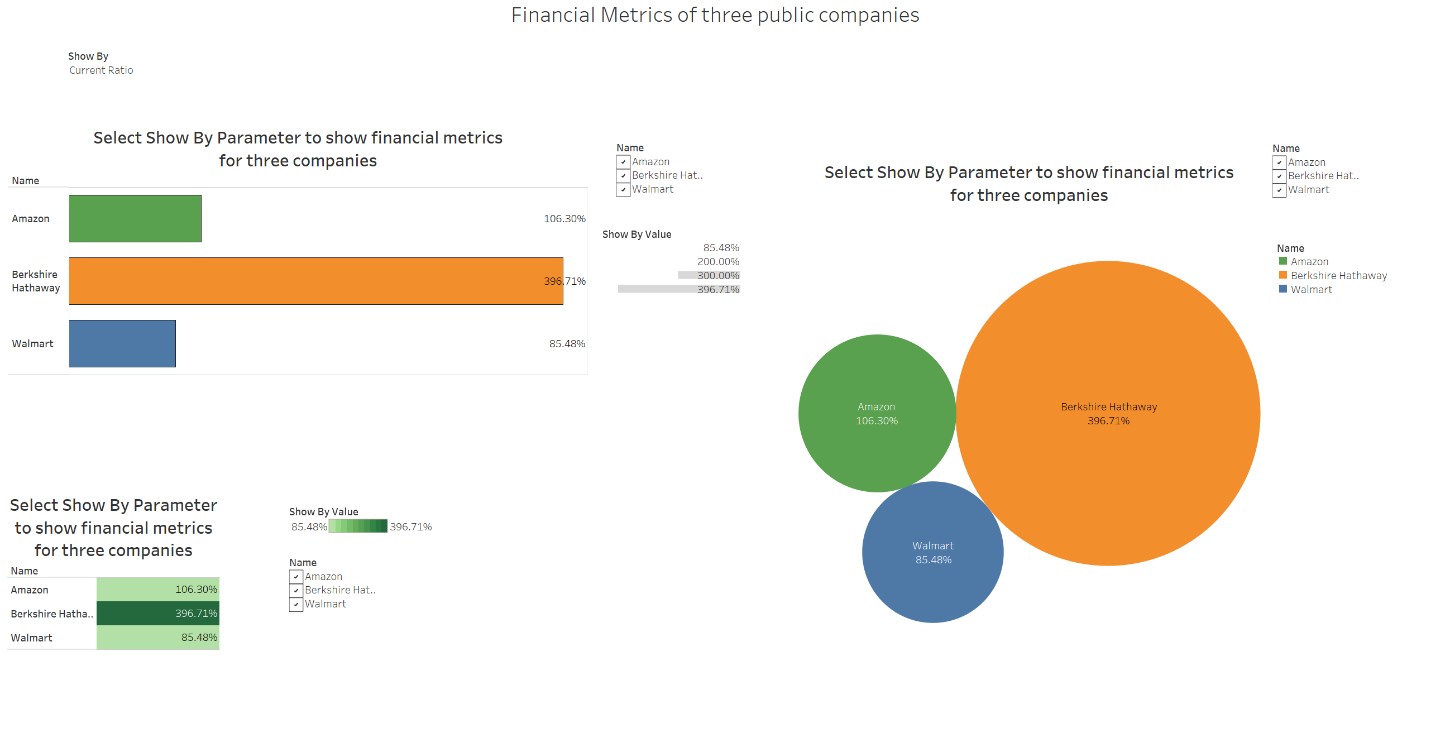 Financial Metrics of three public companies
Show By
Current Ratio
Select Show By Parameter to show financial metrics
for three companies
Name
Amazon
106.30%
Berkshire
Hathaway
396.71%
Walmart
85.48%
Name
Amazon
Berkshire Hat..
Walmart
Show By Value
85.48%
200.00%
300.00%
396.71%
Select Show By Parameter to show financial metrics
for three companies
Amazon
106.30%
Berkshire Hathaway
396.71%
Walmart
85.48%
Name
Amazon
Berkshire Hat..
Walmart
Name
Amazon
Berkshire Hathaway
Walmart
Select Show By Parameter
to show financial metrics
for three companies
Name
Amazon 106.30%
Berkshire Hatha.. 396.71%
Walmart 85.48%
Show By Value
85.48% 396.71%
Name
Amazon
Berkshire Hat..
Walmart